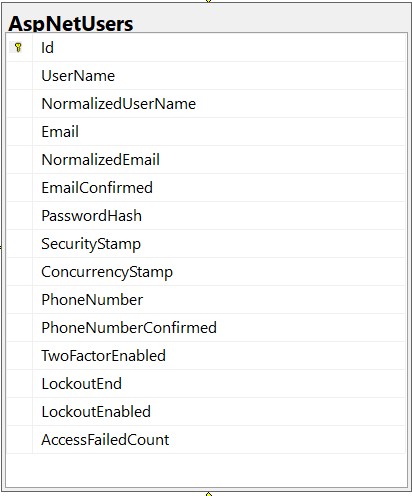 AspNetUsers
Id
UserName
NormalizedUserName
Email
NormalizedEmail
EmailConfirmed
PasswordHash
SecurityStamp
ConcurrencyStamp
PhoneNumber
PhoneNumberConfirmed
TwoFactorEnabled
LockoutEnd
LockoutEnabled
AccessFailedCount